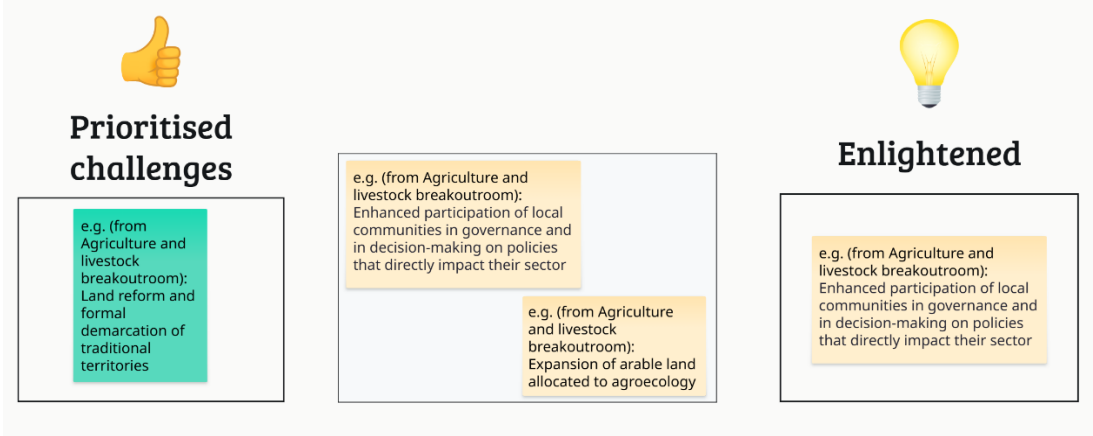 Prioritised
challenges
e.g. (from
Agriculture and
livestock
breakoutroom):
Land reform and
formal
demarcation of
traditional
territories
e.g. (from Agriculture and
livestock breakoutroom):
Enhanced participation of local
communities in governance and
in decision-making on policies
that directly impact their sector
e.g. (from Agriculture
and livestock
breakoutroom):
Expansion of arable land
allocated to agroecology
Enlightened
e.g. (from Agriculture and
livestock breakoutroom):
Enhanced participation of local
communities in governance and
in decision-making on policies
that directly impact their sector